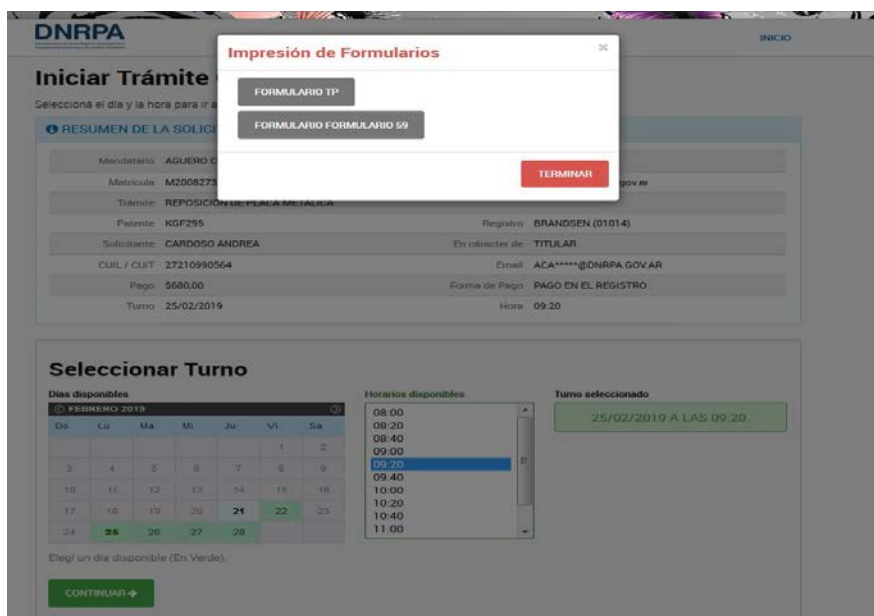 DNRPA
INICIO
Impresión de Formularios
×
FORMULARIO TP
FORMULARIO FORMULARIO 59
TERMINAR
Iniciar Trámite
Seleccioná el día y la hora para ir a
RESUMEN DE LA SOLICI
Mandatario AGUERO C
Matrícula M2008273 gov.ar
Trámite REPOSICIÓN DE PLACA METÁLICA
Patente KGF295 Registro BRANDSEN (01014)
Solicitante CARDOSO ANDREA En cáracter de TITULAR
CUIL / CUIT 27210990564 Email ACA*****@DNRPA.GOV.AR
Pago $680.00 Forma de Pago PAGO EN EL REGISTRO
Turno 25/02/2019 Hora 09:20
Seleccionar Turno
Días disponibles
FEBRERO 2019
Do Lu Ma Mi Ju Vi Sa
1 2
3 4 5 6 7 8 9
10 11 12 13 14 15 16
17 18 19 20 21 22 23
24 25 26 27 28
Elegí un día disponible (En Verde).
CONTINUAR
Horarios disponibles
08:00
08:20
08:40
09:00
09:20
09:40
10:00
10:20
10:40
11:00
Turno seleccionado
25/02/2019 A LAS 09:20